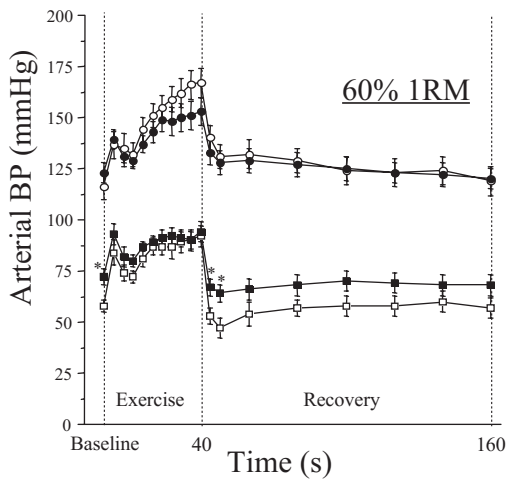 200
175
150
125
100
75
50
25
0
Arterial BP (mmHg)
60% 1RM
*
* *
Exercise
Recovery
Baseline 40 160
Time (s)